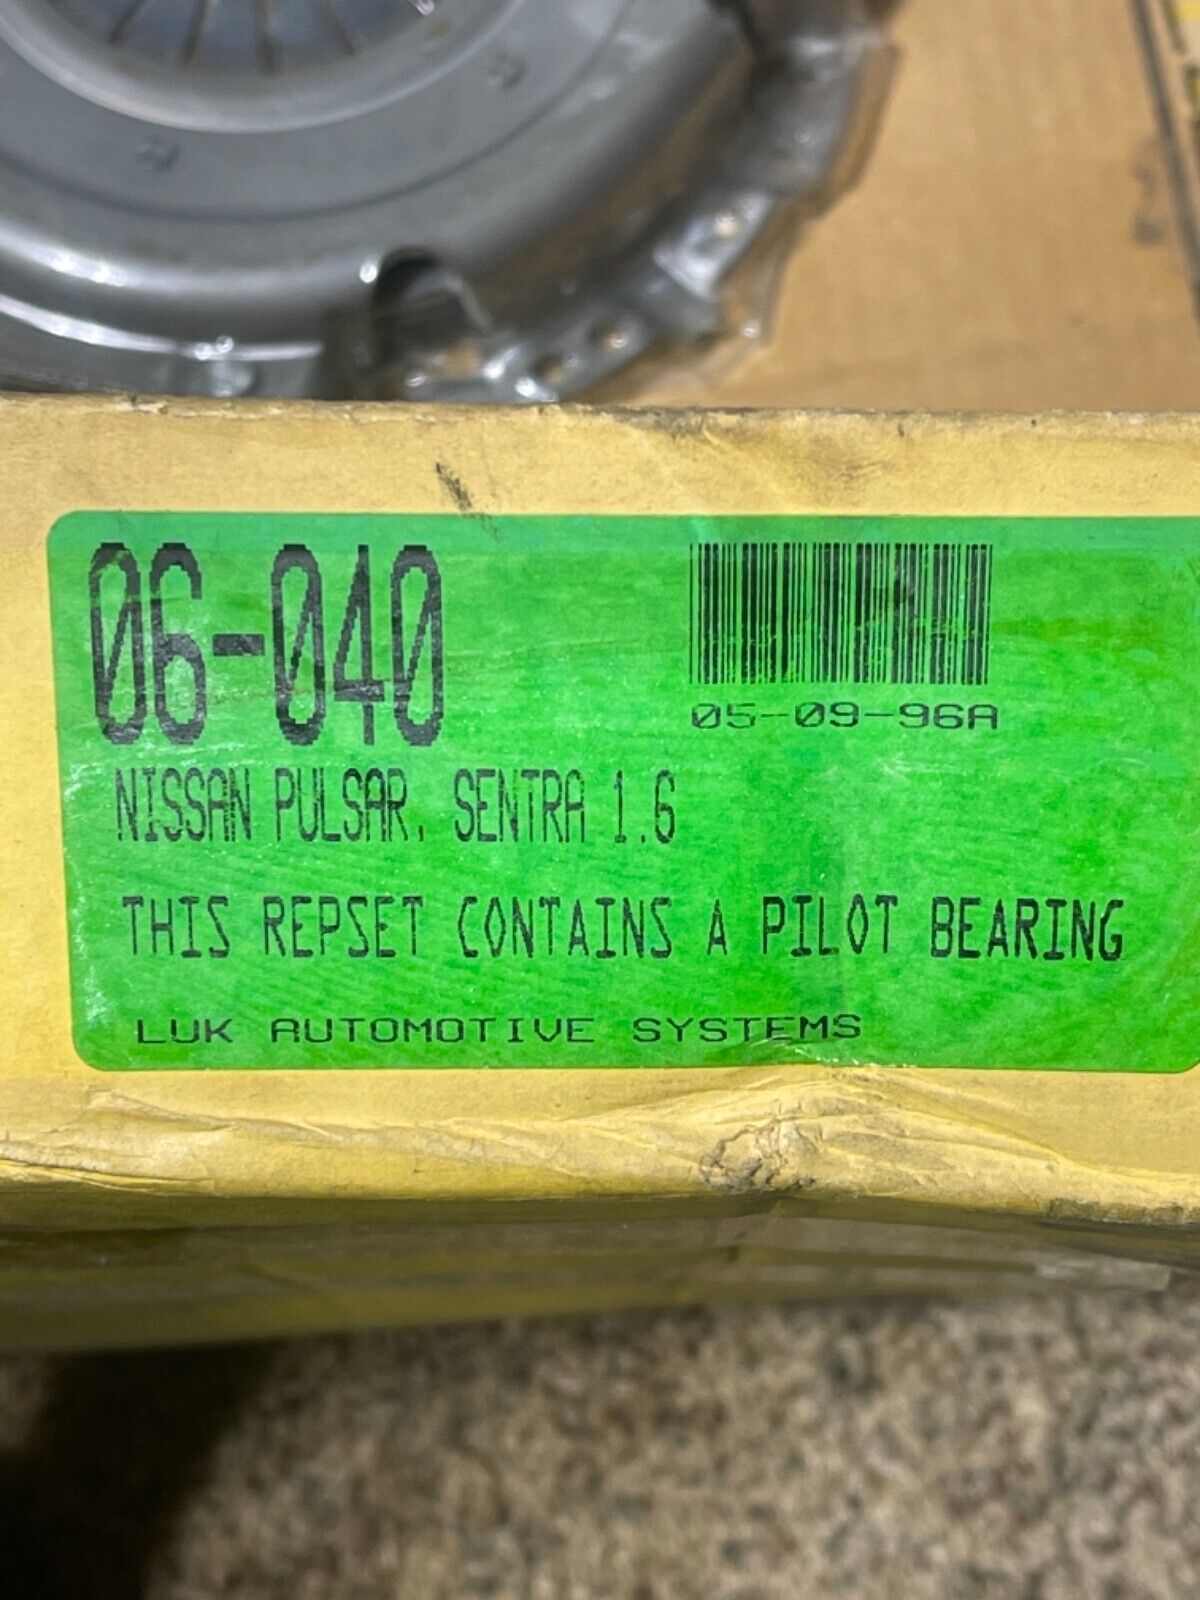 06-040
05-09-96A
NISSAN PULSAR, SENTRA 1.6
THIS REPSET CONTAINS A PILOT BEARING
LUK AUTOMOTIVE SYSTEMS